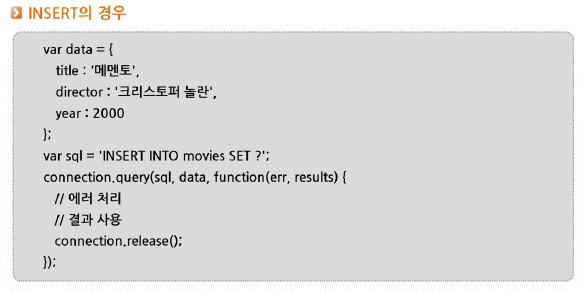 INSERT의 경우
var data = {
title : '메멘토',
director : '크리스토퍼 놀란',
year : 2000
};
var sql = 'INSERT INTO movies SET ?';
connection.query(sql, data, function(err, results) {
// 에러 처리
// 결과 사용
connection.release();
});